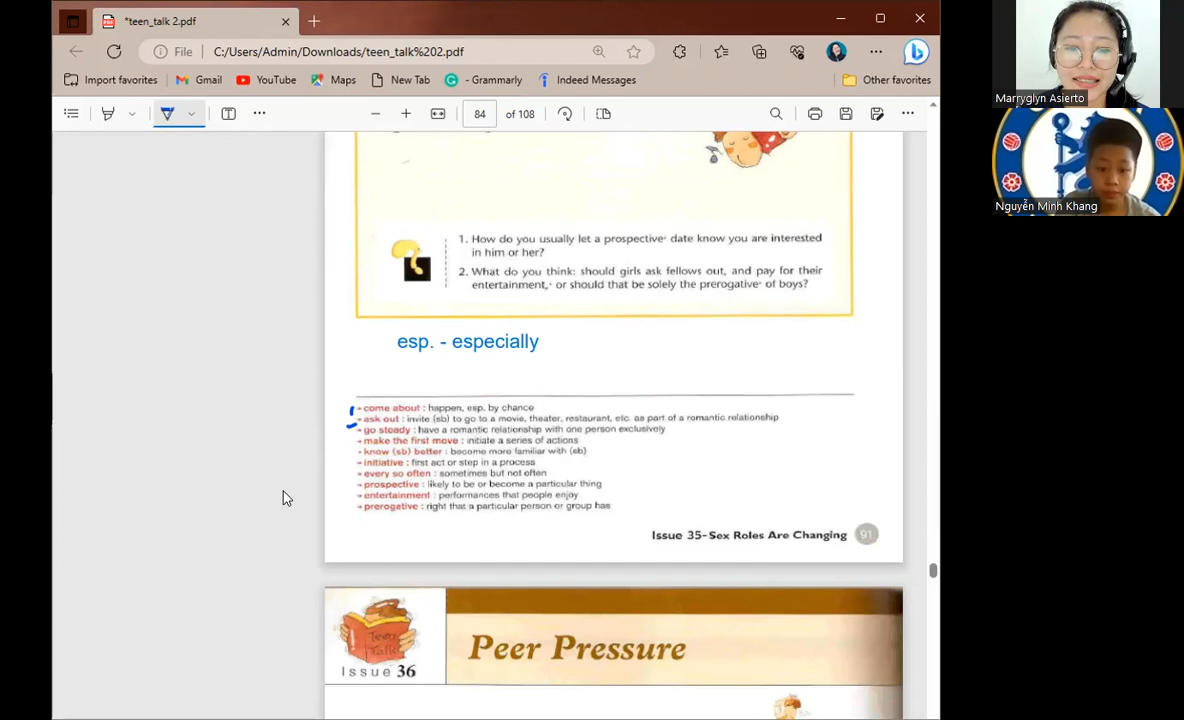 *teen_talk 2.pdf
File C:/Users/Admin/Downloads/teen_talk%202.pdf
Import favorites Gmail YouTube Maps New Tab - Grammarly Indeed Messages Other favorites
84 of 108
1. How do you usually let a prospective date know you are interested
in him or her?
2. What do you think: should girls ask fellows out, and pay for their
entertainment, or should that be solely the prerogative of boys?
esp. - especially
come about : happen, esp. by chance
ask out : invite (sb) to go to a movie, theater, restaurant, etc. as part of a romantic relationship
go steady : have a romantic relationship with one person exclusively
make the first move : initiate a series of actions
know (sb) better : become more familiar with (sb)
initiative : first act or step in a process
every so often : sometimes but not often
prospective : likely to be or become a particular thing
entertainment : performances that people enjoy
prerogative : right that a particular person or group has
Issue 35-Sex Roles Are Changing 91
Teen
Talk
Issue 36
Peer Pressure
Marryglyn Asierto
Nguyễn Minh Khang